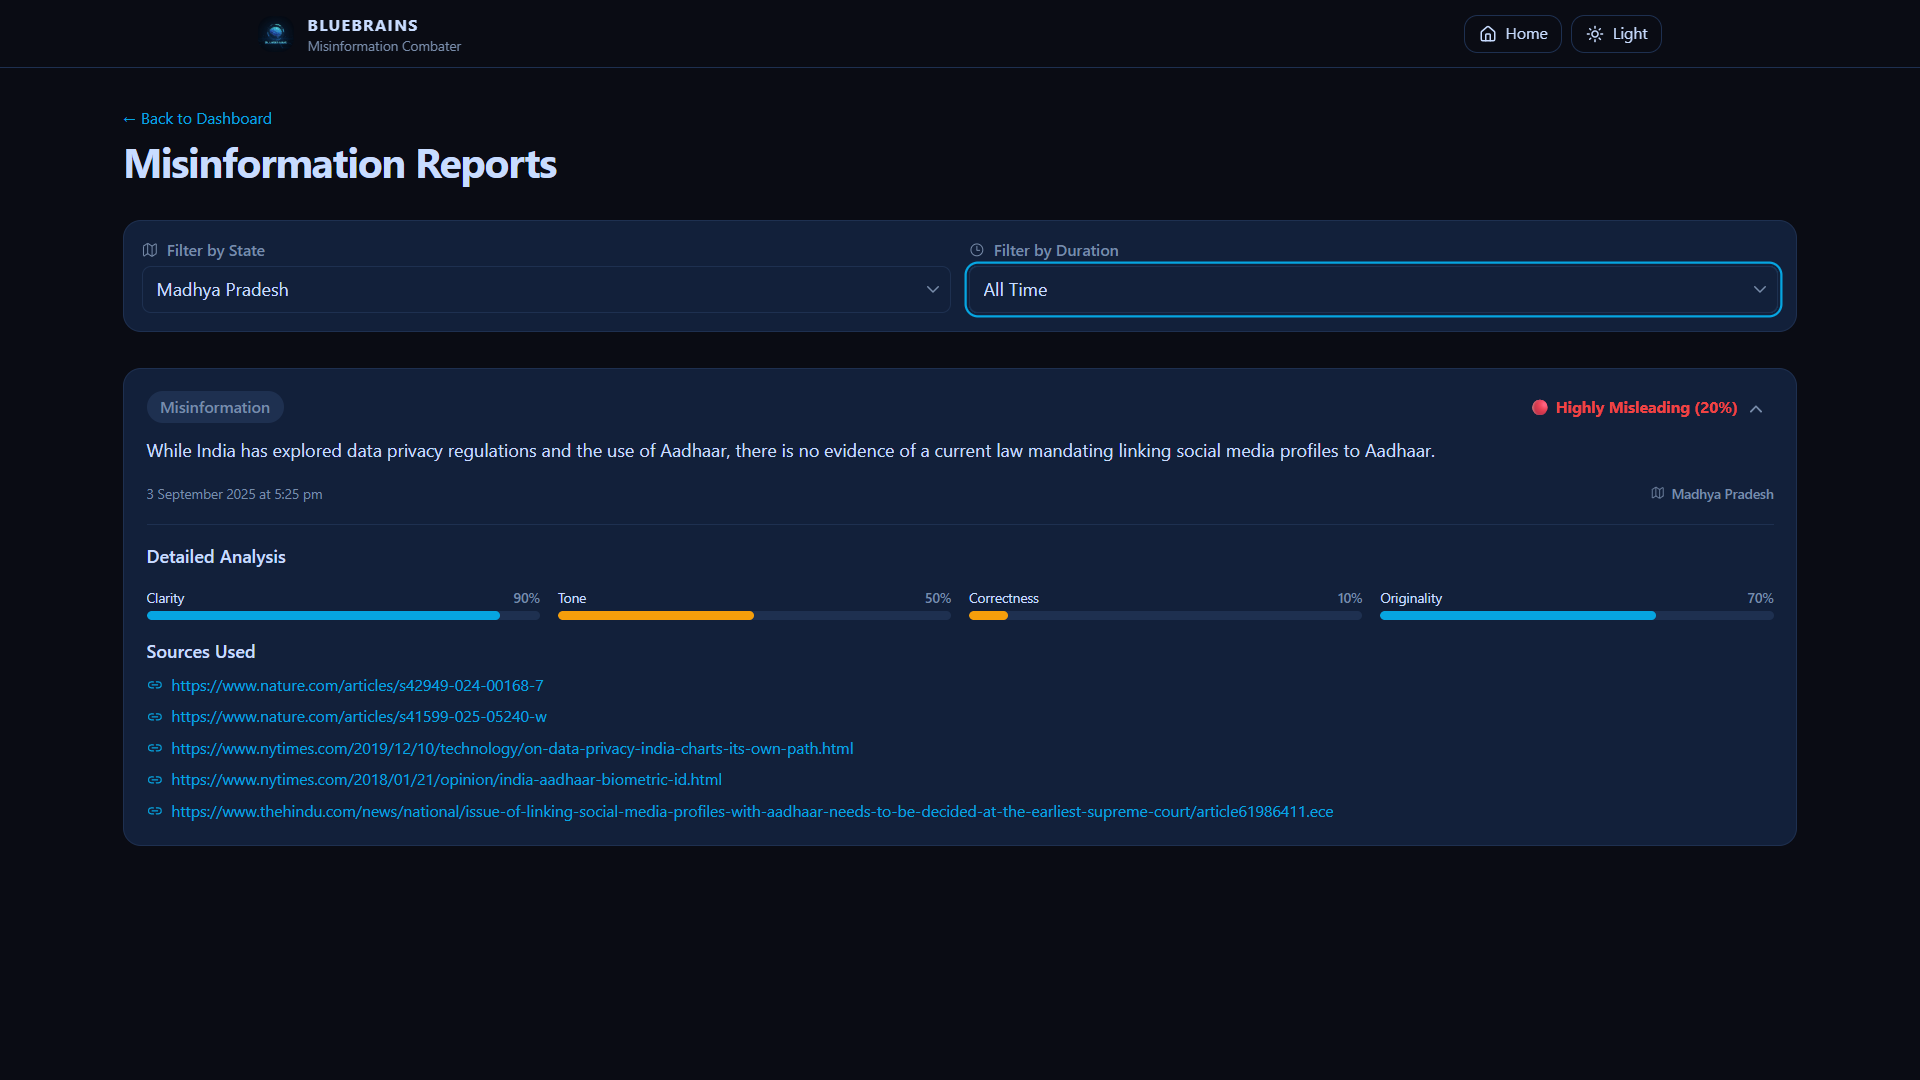 BLUEBRAINS
Misinformation Combater
Home
Light
← Back to Dashboard
Misinformation Reports
Filter by State
Filter by Duration
Madhya Pradesh
All Time
Misinformation
Highly Misleading (20%)
While India has explored data privacy regulations and the use of Aadhaar, there is no evidence of a current law mandating linking social media profiles to Aadhaar.
3 September 2025 at 5:25 pm
Madhya Pradesh
Detailed Analysis
Clarity 90%
Tone 50%
Correctness 10%
Originality 70%
Sources Used
https://www.nature.com/articles/s42949-024-00168-7
https://www.nature.com/articles/s41599-025-05240-w
https://www.nytimes.com/2019/12/10/technology/on-data-privacy-india-charts-its-own-path.html
https://www.nytimes.com/2018/01/21/opinion/india-aadhaar-biometric-id.html
https://www.thehindu.com/news/national/issue-of-linking-social-media-profiles-with-aadhaar-needs-to-be-decided-at-the-earliest-supreme-court/article61986411.ece